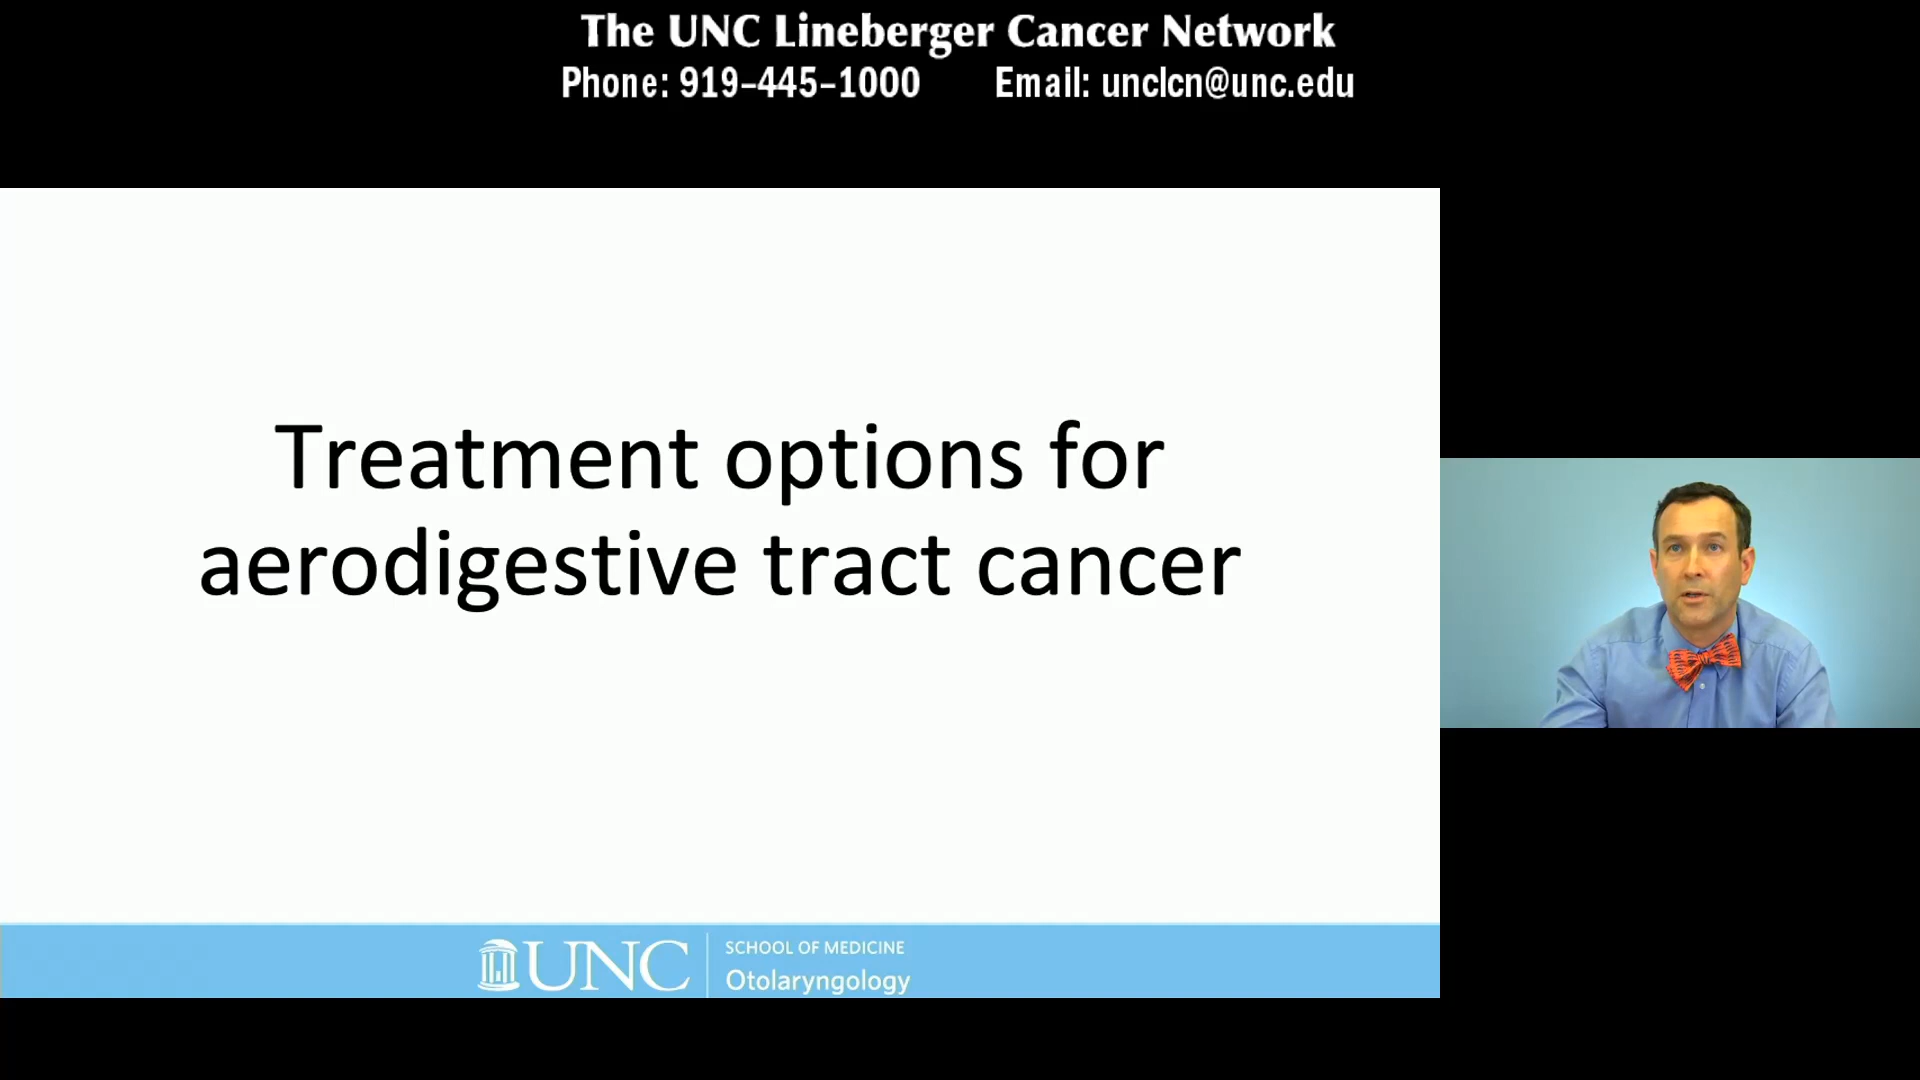 The UNC Lineberger Cancer Network
Phone: 919-445-1000 Email: unclcn@unc.edu
Treatment options for
aerodigestive tract cancer
UNC
SCHOOL OF MEDICINE
Otolaryngology